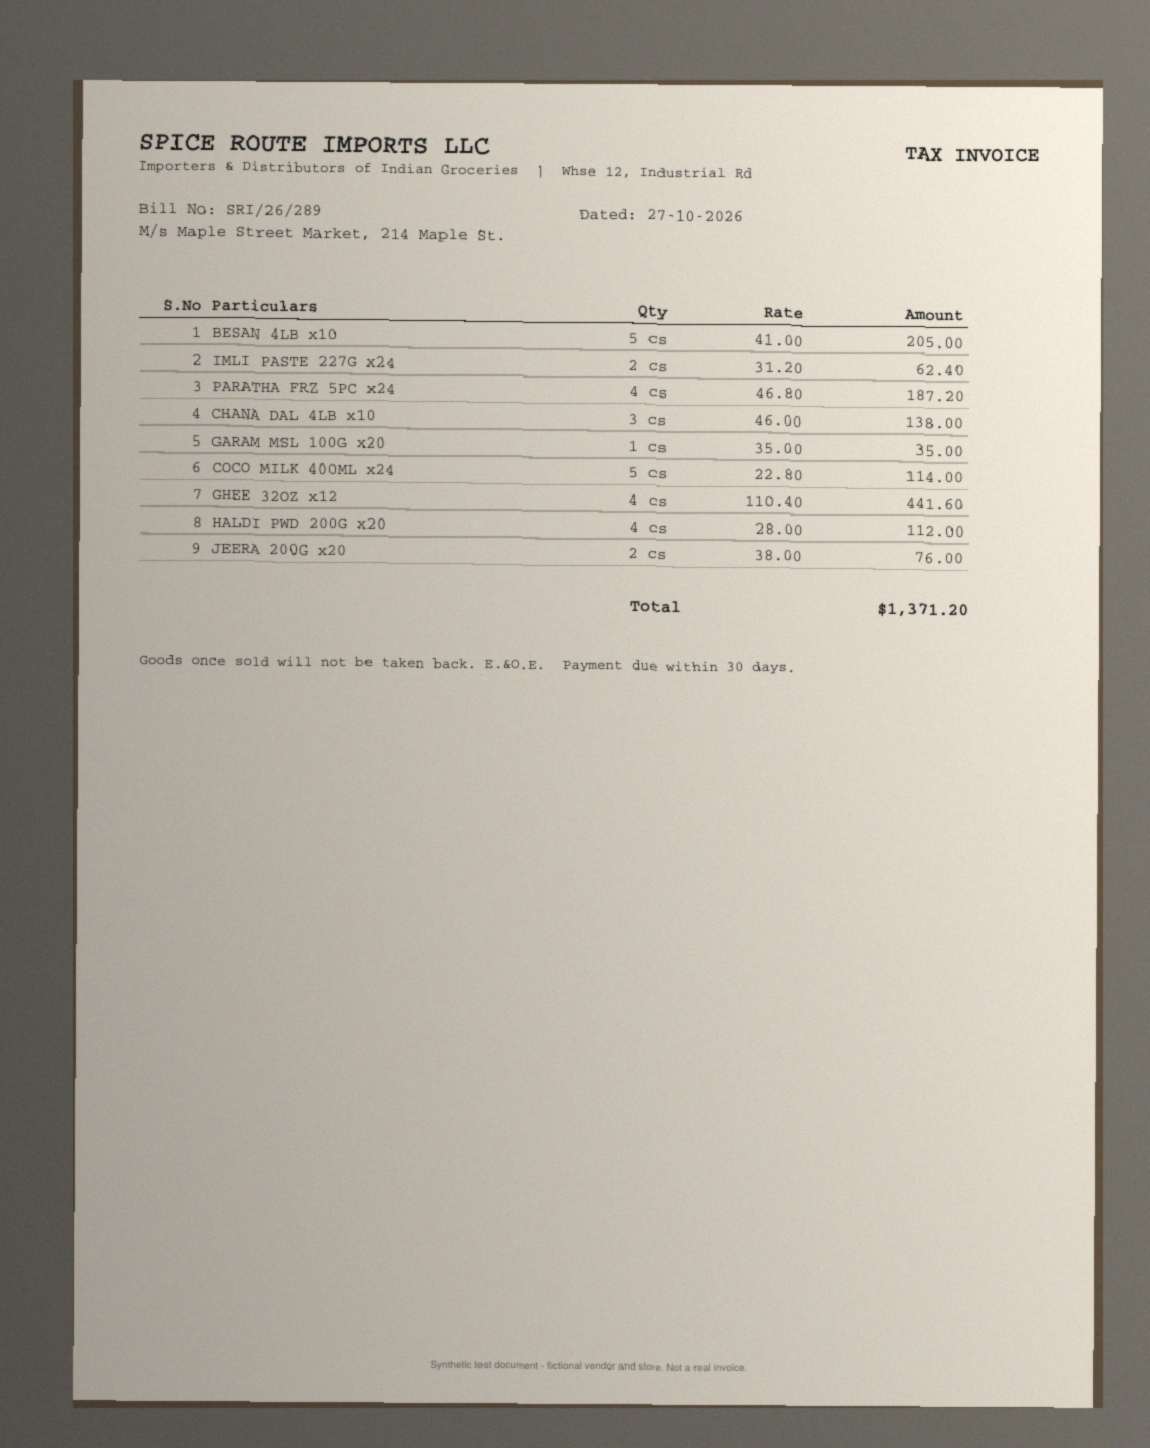 SPICE ROUTE IMPORTS LLC
TAX INVOICE
Importers & Distributors of Indian Groceries | Whse 12, Industrial Rd
Bill No: SRI/26/289 Dated: 27-10-2026
M/s Maple Street Market, 214 Maple St.
S.No Particulars Qty Rate Amount
1 BESAN 4LB x10 5 cs 41.00 205.00
2 IMLI PASTE 227G x24 2 cs 31.20 62.40
3 PARATHA FRZ 5PC x24 4 cs 46.80 187.20
4 CHANA DAL 4LB x10 3 cs 46.00 138.00
5 GARAM MSL 100G x20 1 cs 35.00 35.00
6 COCO MILK 400ML x24 5 cs 22.80 114.00
7 GHEE 32OZ x12 4 cs 110.40 441.60
8 HALDI PWD 200G x20 4 cs 28.00 112.00
9 JEERA 200G x20 2 cs 38.00 76.00
Total $1,371.20
Goods once sold will not be taken back. E.&O.E. Payment due within 30 days.
Synthetic test document - fictional vendor and store. Not a real invoice.